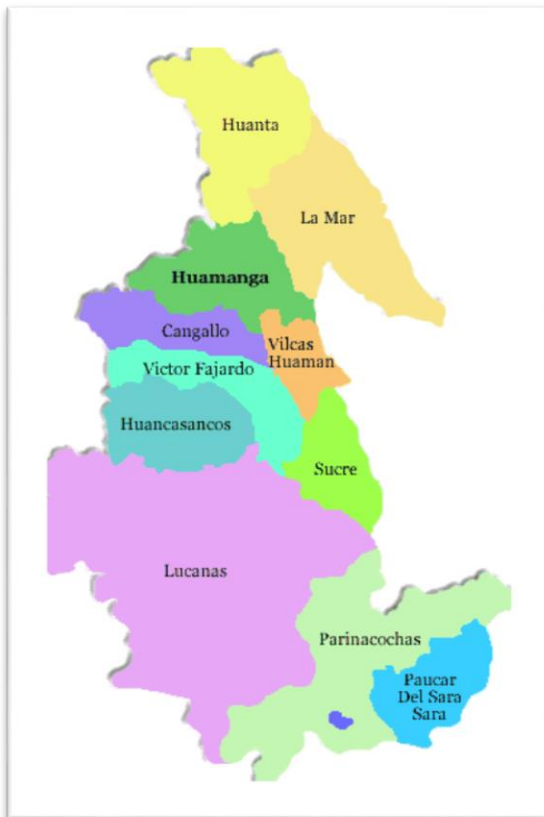 Huanta
La Mar
Huamanga
Cangallo
Vilcas
Huaman
Victor Fajardo
Huancasancos
Sucre
Lucanas
Parinacochas
Paucar
Del Sara
Sara